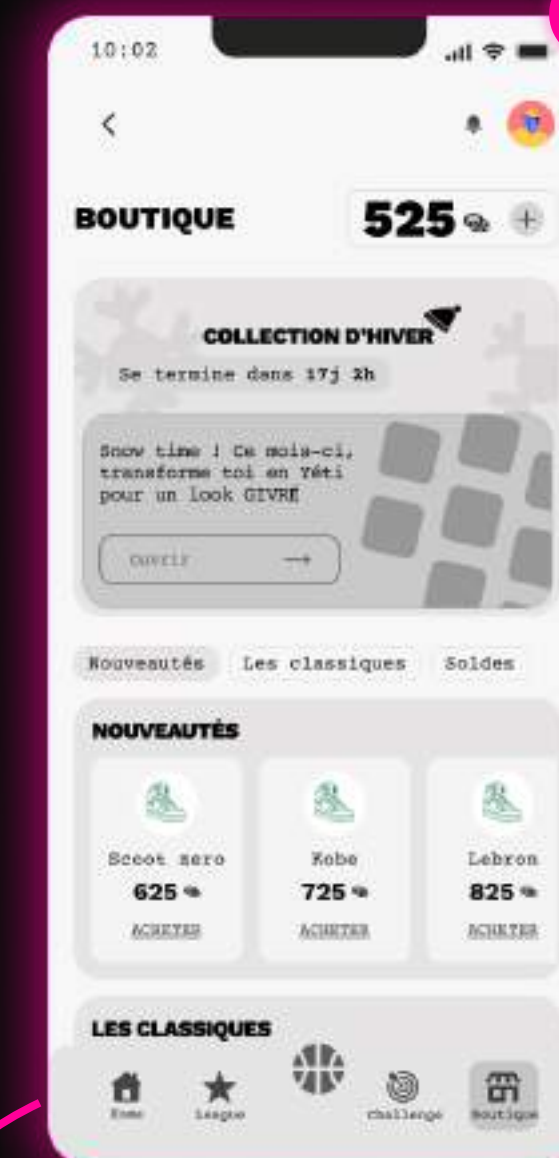 10:02
BOUTIQUE
525
COLLECTION D'HIVER
Se termine dans 17j 2h
Snow time ! Ce mois-ci,
transforme toi en Yéti
pour un look GIVRÉ
Ouvrir
Nouveautés Les classiques Soldes
NOUVEAUTÉS
Scoot zero Kobe Lebron
625 725 825
ACHETER ACHETER ACHETER
LES CLASSIQUES
Home League Challenge Boutique